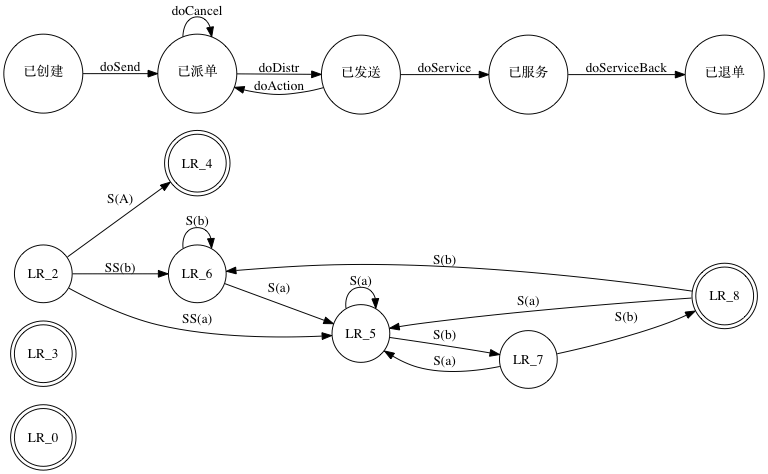 doCancel
已创建
doSend
已派单
doDistr
doAction
已发送
doService
已服务
doServiceBack
已退单
LR_4
S(A)
S(b)
LR_2
SS(b)
LR_6
S(b)
S(a)
S(a)
S(a)
LR_8
SS(a)
LR_5
S(b)
S(b)
LR_3
S(a)
LR_7
LR_0